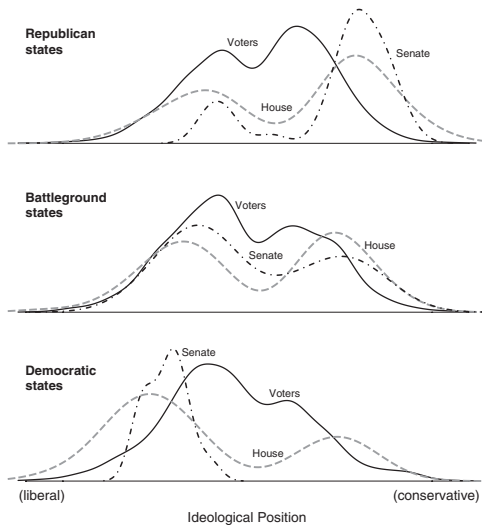 Republican
states
Voters
Senate
House
Battleground
states
Voters
Senate
House
Democratic
states
Senate
Voters
House
(liberal)
(conservative)
Ideological Position